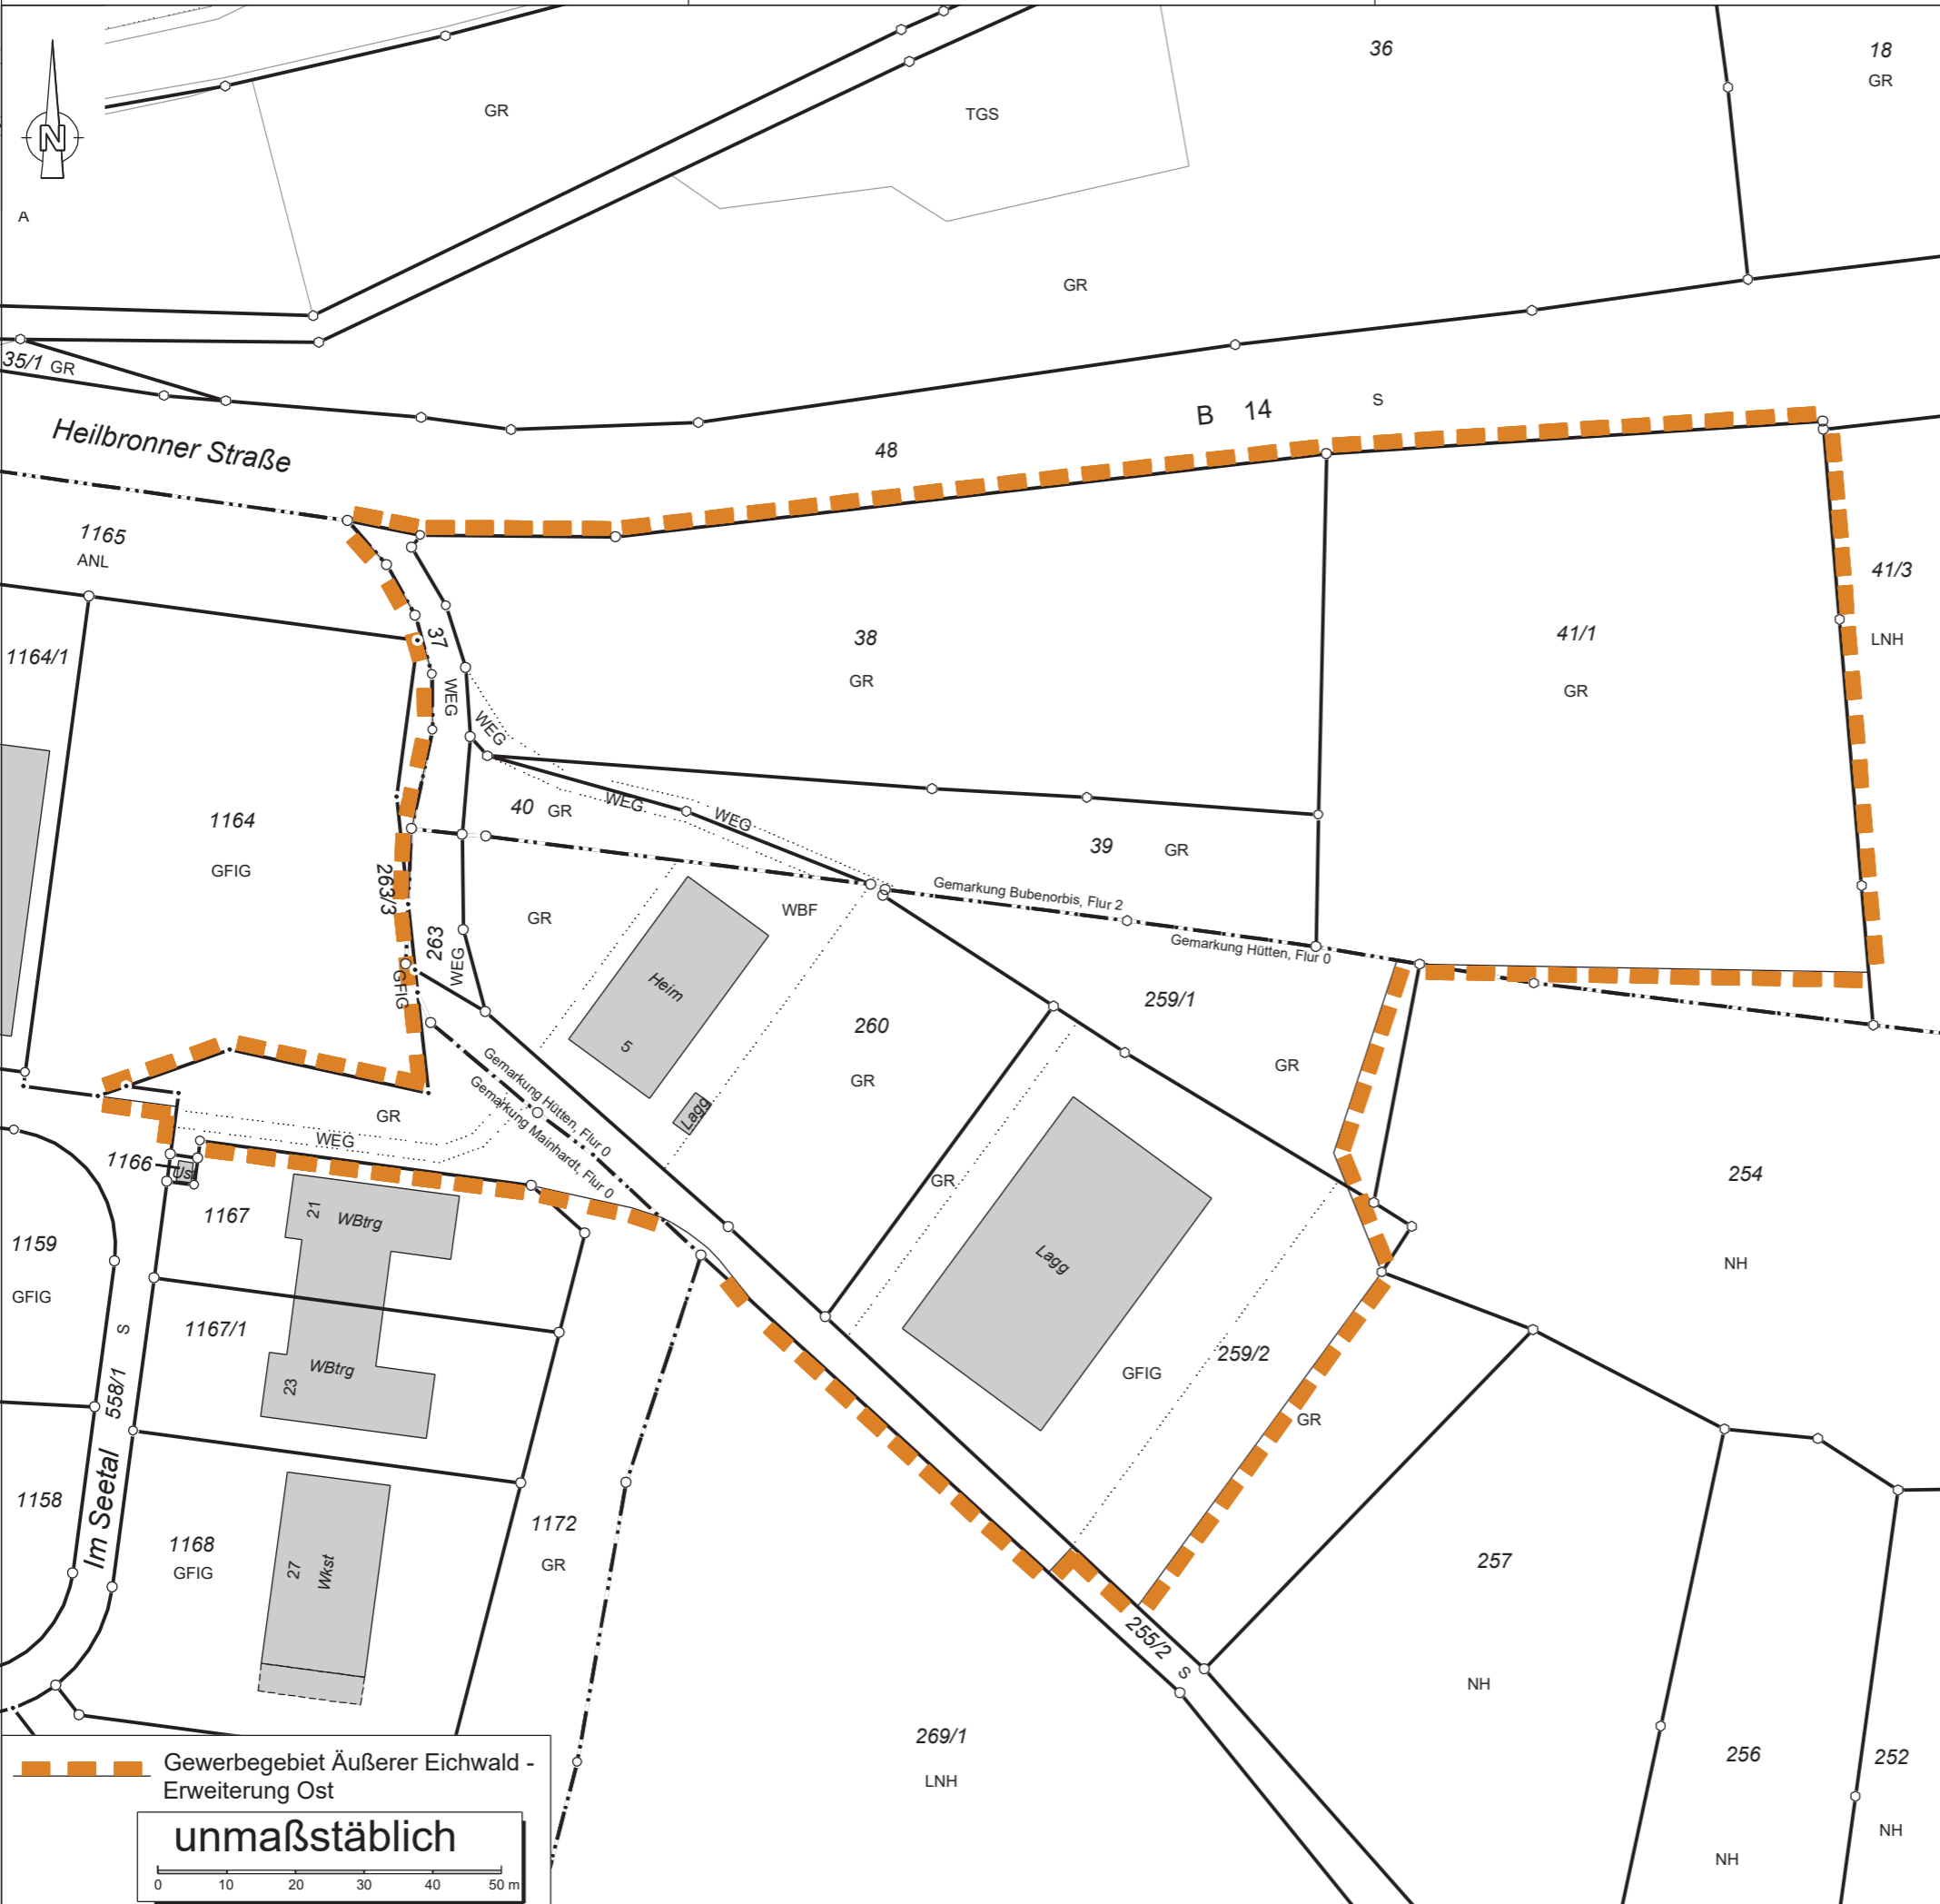 36
18
GR
GR
TGS
N
A
GR
35/1 GR
B 14
S
Heilbronner Straße
48
1165
ANL
41/3
37
38
41/1
1164/1
LNH
GR
GR
WEG
WEG
40 GR
WEG
WEG
1164
39 GR
GFIG
263/3
Gemarkung Bubenorbis, Flur 2
WBF
GR
263
WEG
Gemarkung Hütten, Flur 0
GFIG
Heim
259/1
260
5
Gemarkung Hütten, Flur 0
Gemarkung Mainhardt, Flur 0
GR
GR
Lagg
GR
WEG
1166
Us
254
GR
1167
21
WBtrg
1159
Lagg
NH
GFIG
1167/1
S
259/2
WBtrg
23
GFIG
558/1
GR
Im Seetal
1158
1172
1168
GR
257
GFIG
27
Wkst
255/2
S
NH
269/1
256
252
LNH
NH
NH
Gewerbegebiet Äußerer Eichwald -
Erweiterung Ost
unmaßstäblich
0 10 20 30 40 50 m